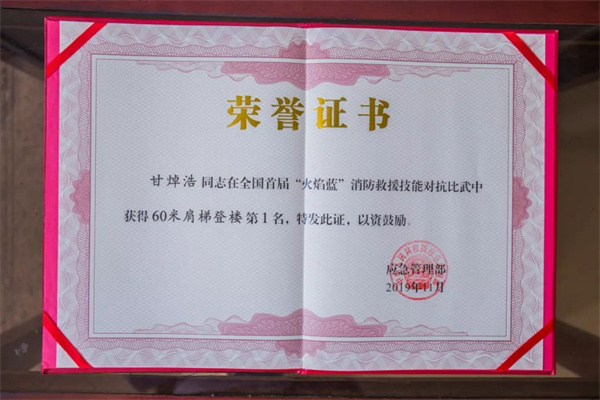 荣誉证书
甘焯浩同志在全国首届“火焰蓝”消防救援技能对抗比武中
获得60米肩梯登楼第1名，特发此证，以资鼓励。
应急管理部
2019年11月